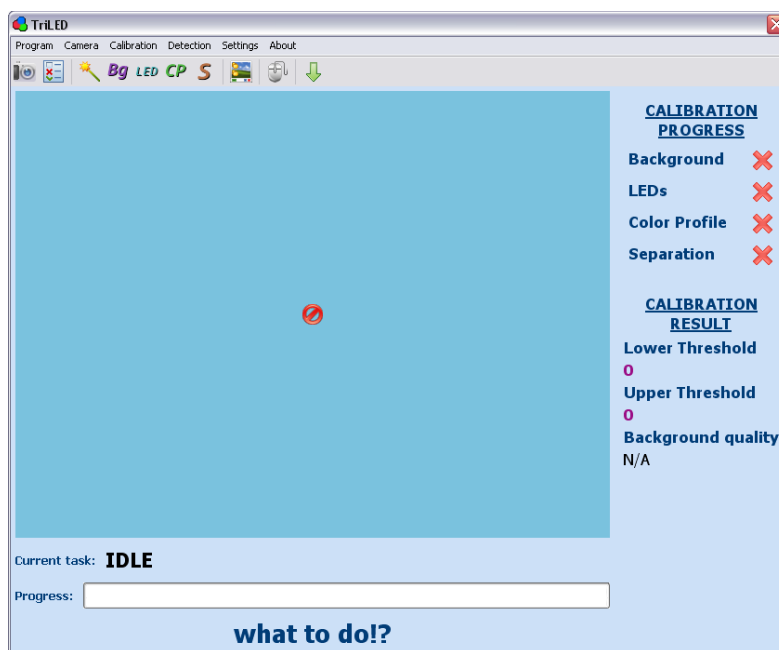 TriLED
Program Camera Calibration Detection Settings About
Bg LED CP S
CALIBRATION
PROGRESS
Background
LEDs
Color Profile
Separation
CALIBRATION
RESULT
Lower Threshold
0
Upper Threshold
0
Background quality
N/A
Current task: IDLE
Progress:
what to do!?